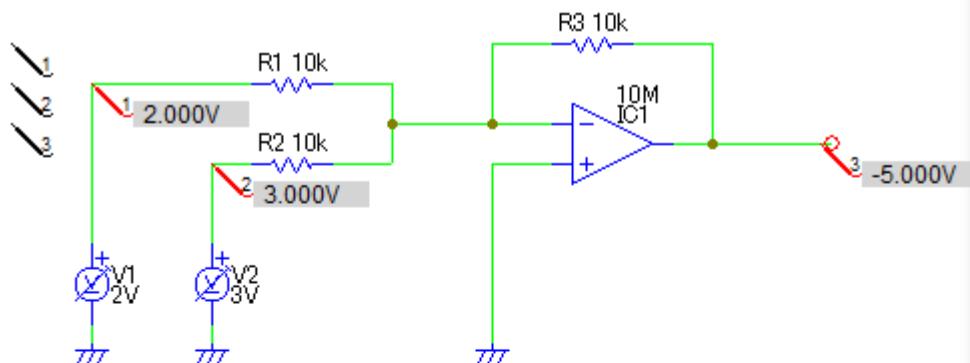 R3 10k
1
R1 10k
2
1
2.000V
10M
IC1
3
R2 10k
2
3.000V
3
-5.000V
V1
2V
V2
3V